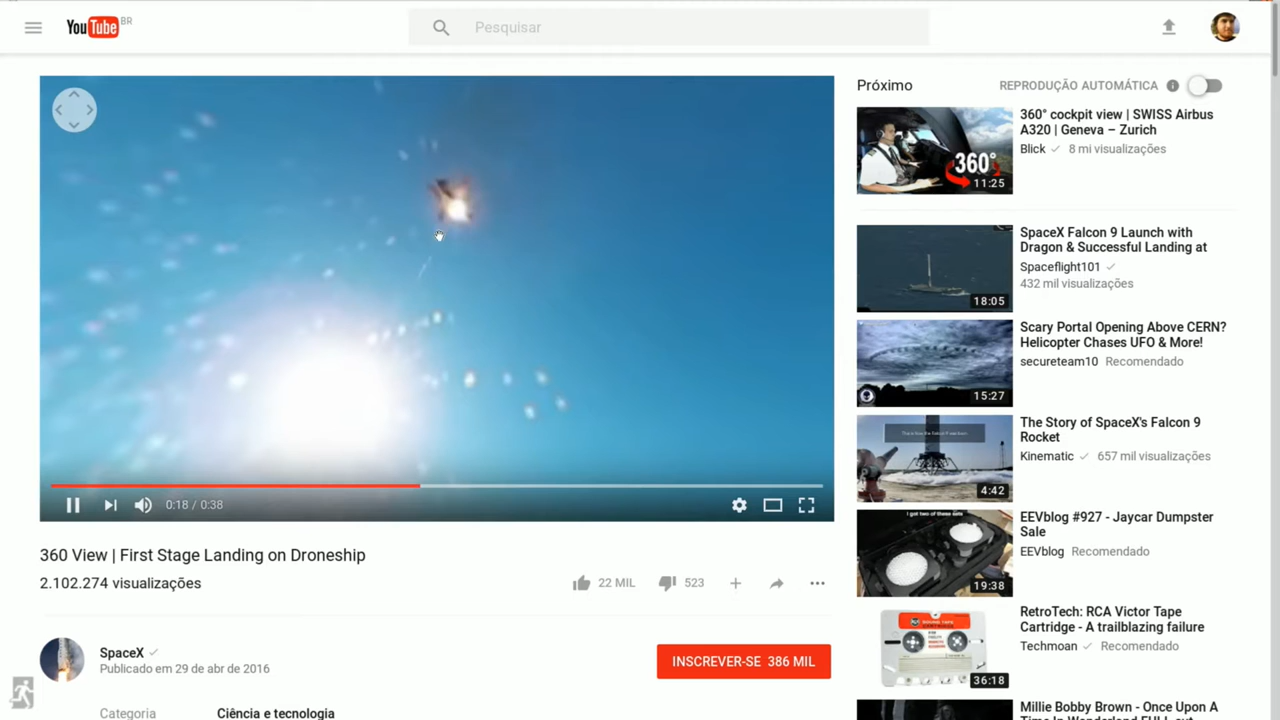 YouTube BR
Pesquisar
0:18 / 0:38
360 View | First Stage Landing on Droneship
2.102.274 visualizações
22 MIL
523
SpaceX
Publicado em 29 de abr de 2016
INSCREVER-SE 386 MIL
Categoria
Ciência e tecnologia
Próximo
REPRODUÇÃO AUTOMÁTICA
360°
11:25
360° cockpit view | SWISS Airbus
A320 | Geneva – Zurich
Blick
8 mi visualizações
18:05
SpaceX Falcon 9 Launch with
Dragon & Successful Landing at
Spaceflight101
432 mil visualizações
15:27
Scary Portal Opening Above CERN?
Helicopter Chases UFO & More!
secureteam10 Recomendado
4:42
The Story of SpaceX's Falcon 9
Rocket
Kinematic
657 mil visualizações
I got two of these sets
19:38
EEVblog #927 - Jaycar Dumpster
Sale
EEVblog Recomendado
36:18
RetroTech: RCA Victor Tape
Cartridge - A trailblazing failure
Techmoan
Recomendado
Millie Bobby Brown - Once Upon A